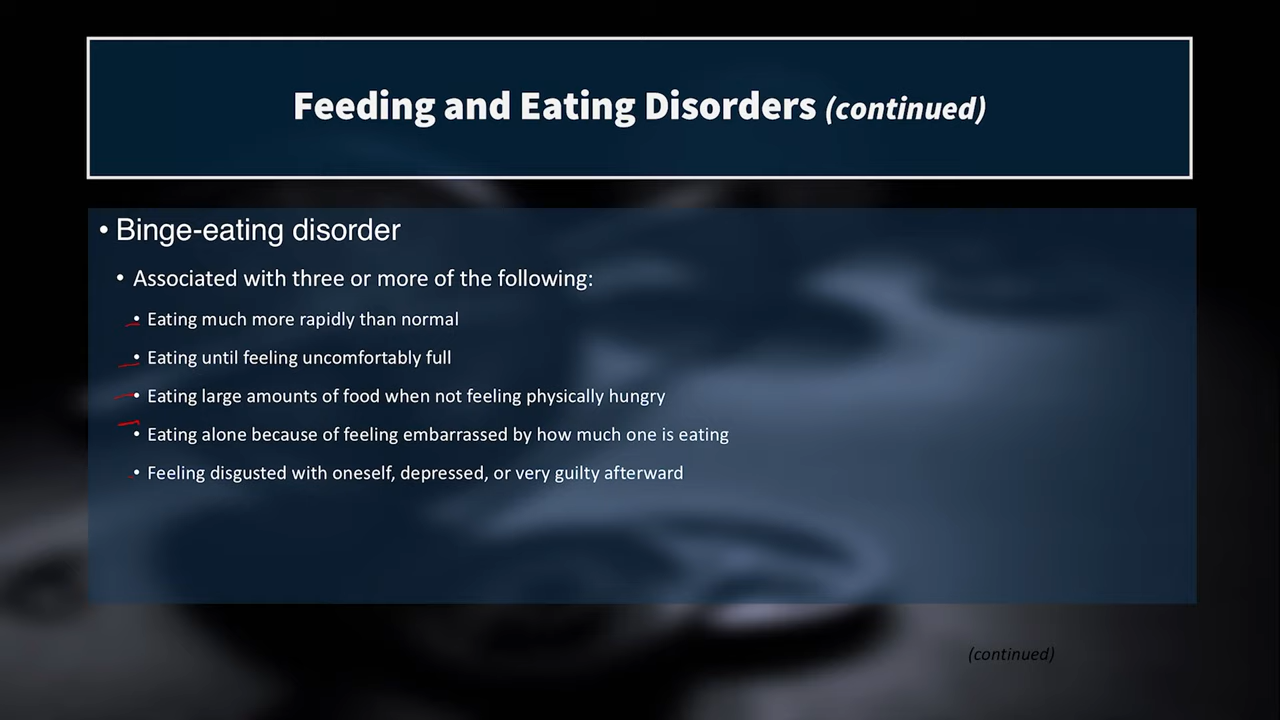 Feeding and Eating Disorders (continued)
• Binge-eating disorder
• Associated with three or more of the following:
• Eating much more rapidly than normal
• Eating until feeling uncomfortably full
• Eating large amounts of food when not feeling physically hungry
• Eating alone because of feeling embarrassed by how much one is eating
• Feeling disgusted with oneself, depressed, or very guilty afterward
(continued)